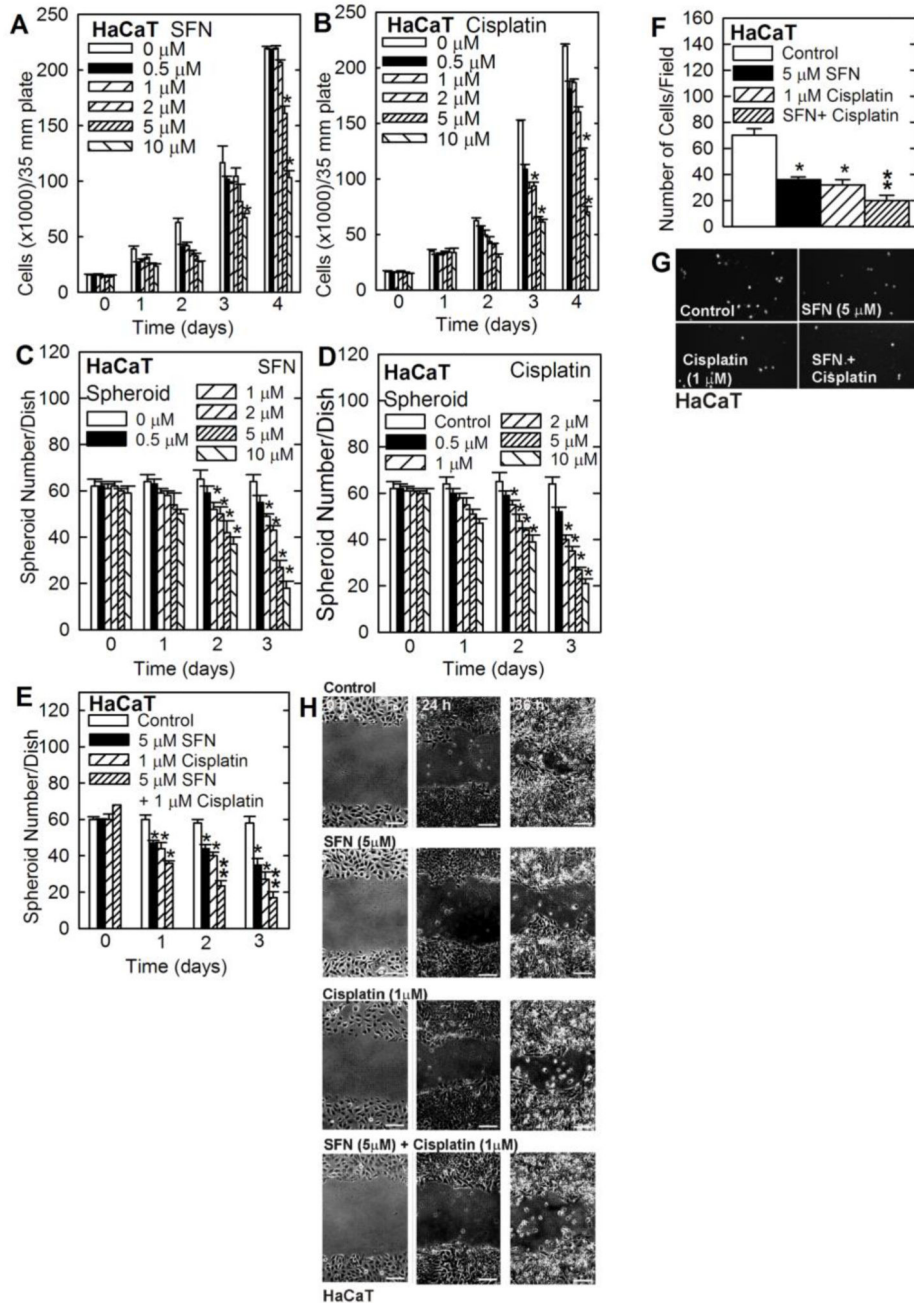 A
HaCaT SFN
0 μM
0.5 μM
1 μM
2 μM
5 μM
10 μM
Cells (x1000)/35 mm plate
250
200
150
100
50
0
*
*
*
0 1 2 3 4
Time (days)
B
HaCaT Cisplatin
0 μM
0.5 μM
1 μM
2 μM
5 μM
10 μM
Cells (x1000)/35 mm plate
250
200
150
100
50
0
*
*
*
*
0 1 2 3 4
Time (days)
F
HaCaT
Control
5 μM SFN
1 μM Cisplatin
SFN+ Cisplatin
Number of Cells/Field
160
140
120
100
80
60
40
20
0
* * **
G
Control
SFN (5 μM)
Cisplatin
(1 μM)
SFN +
Cisplatin
HaCaT
C
HaCaT SFN
Spheroid
0 μM
0.5 μM
1 μM
2 μM
5 μM
10 μM
Spheroid Number/Dish
120
100
80
60
40
20
0
* * * *
* * * *
0 1 2 3
Time (days)
D
HaCaT Cisplatin
Spheroid
Control
0.5 μM
1 μM
2 μM
5 μM
10 μM
Spheroid Number/Dish
120
100
80
60
40
20
0
* * * *
* * * *
0 1 2 3
Time (days)
E
HaCaT
Control
5 μM SFN
1 μM Cisplatin
5 μM SFN
+ 1 μM Cisplatin
Spheroid Number/Dish
120
100
80
60
40
20
0
* * *
* * **
* * **
0 1 2 3
Time (days)
H
Control
0 h 24 h 36 h
SFN (5μM)
Cisplatin (1μM)
SFN (5μM) + Cisplatin (1μM)
HaCaT